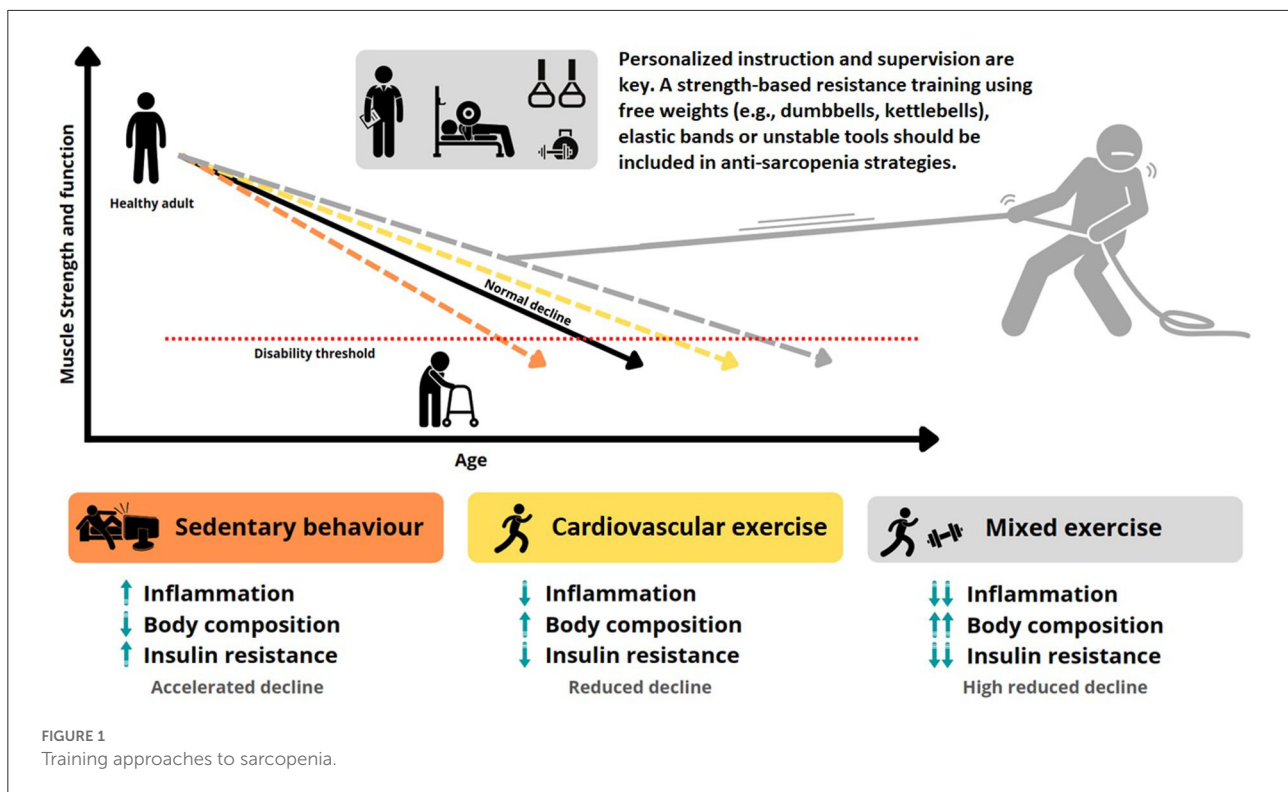 Personalized instruction and supervision are
key. A strength-based resistance training using
free weights (e.g., dumbbells, kettlebells),
elastic bands or unstable tools should be
included in anti-sarcopenia strategies.
Muscle Strength and function
Healthy adult
Normal decline
Disability threshold
Age
Sedentary behaviour
↑ Inflammation
↓ Body composition
↑ Insulin resistance
Accelerated decline
Cardiovascular exercise
↓ Inflammation
↑ Body composition
↓ Insulin resistance
Reduced decline
Mixed exercise
↓↓ Inflammation
↑↑ Body composition
↓↓ Insulin resistance
High reduced decline
FIGURE 1
Training approaches to sarcopenia.